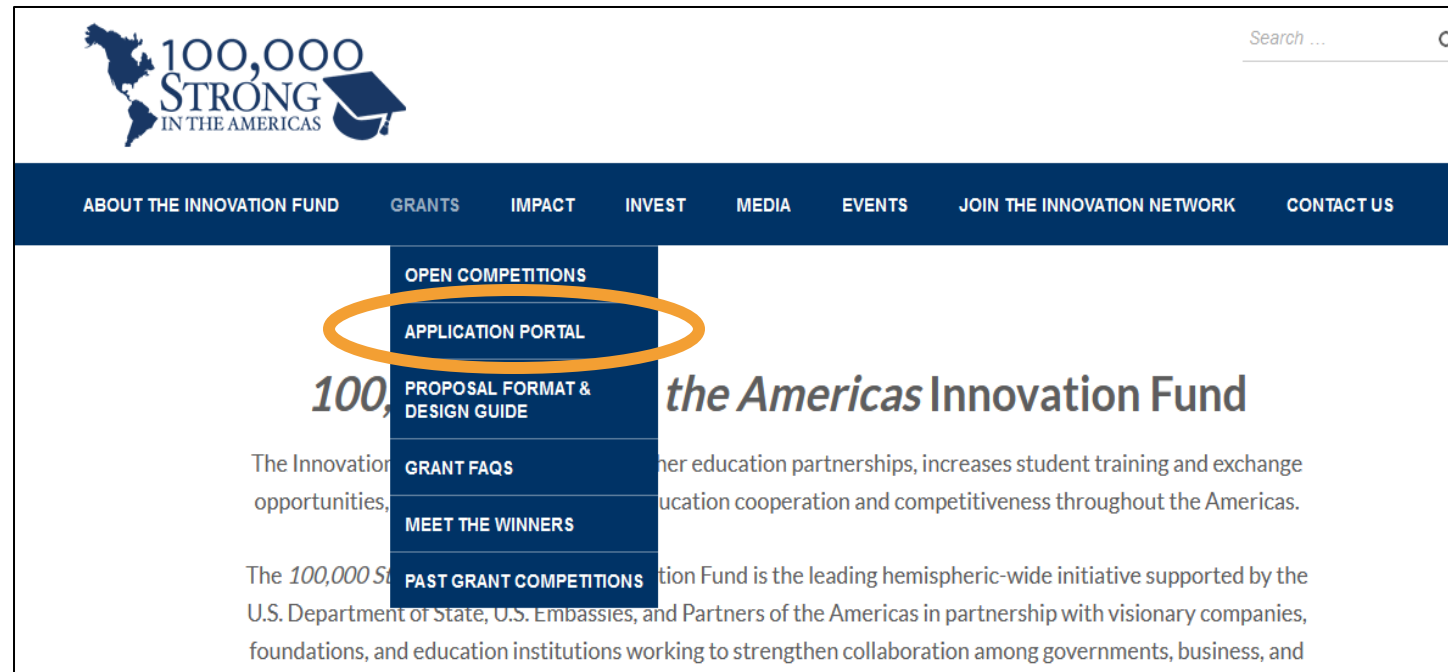 100,000
STRONG
IN THE AMERICAS
Search ...
ABOUT THE INNOVATION FUND GRANTS IMPACT INVEST MEDIA EVENTS JOIN THE INNOVATION NETWORK CONTACT US
OPEN COMPETITIONS
APPLICATION PORTAL
PROPOSAL FORMAT &
DESIGN GUIDE
GRANT FAQS
MEET THE WINNERS
PAST GRANT COMPETITIONS
100, the Americas Innovation Fund
The education partnerships, increases student training and exchange
opportunities, cooperation and competitiveness throughout the Americas.
The 100,000 Fund is the leading hemispheric-wide initiative supported by the
U.S. Department of State, U.S. Embassies, and Partners of the Americas in partnership with visionary companies,
foundations, and education institutions working to strengthen collaboration among governments, business, and